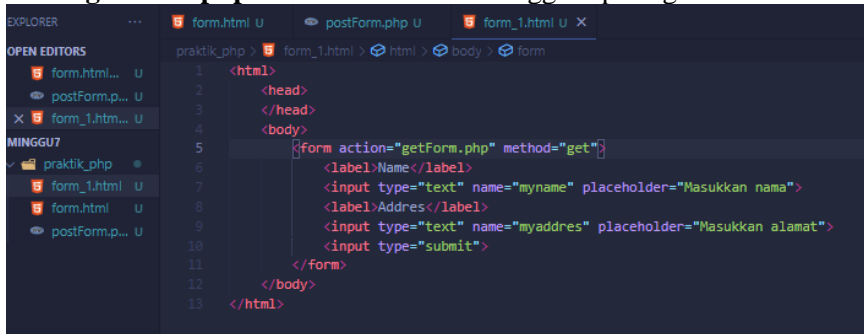 EXPLORER ...
form.html U postForm.php U form_1.html U ×
OPEN EDITORS
praktik_php > form_1.html > html > body > form
form.html... U
postForm.p... U
× form_1.htm... U
MINGGU7
praktik_php
form_1.html U
form.html U
postForm.p... U
1 <html>
2 <head>
3 </head>
4 <body>
5 <form action="getForm.php" method="get">
6 <label>Name</label>
7 <input type="text" name="myname" placeholder="Masukkan nama">
8 <label>Addres</label>
9 <input type="text" name="myaddres" placeholder="Masukkan alamat">
10 <input type="submit">
11 </form>
12 </body>
13 </html>